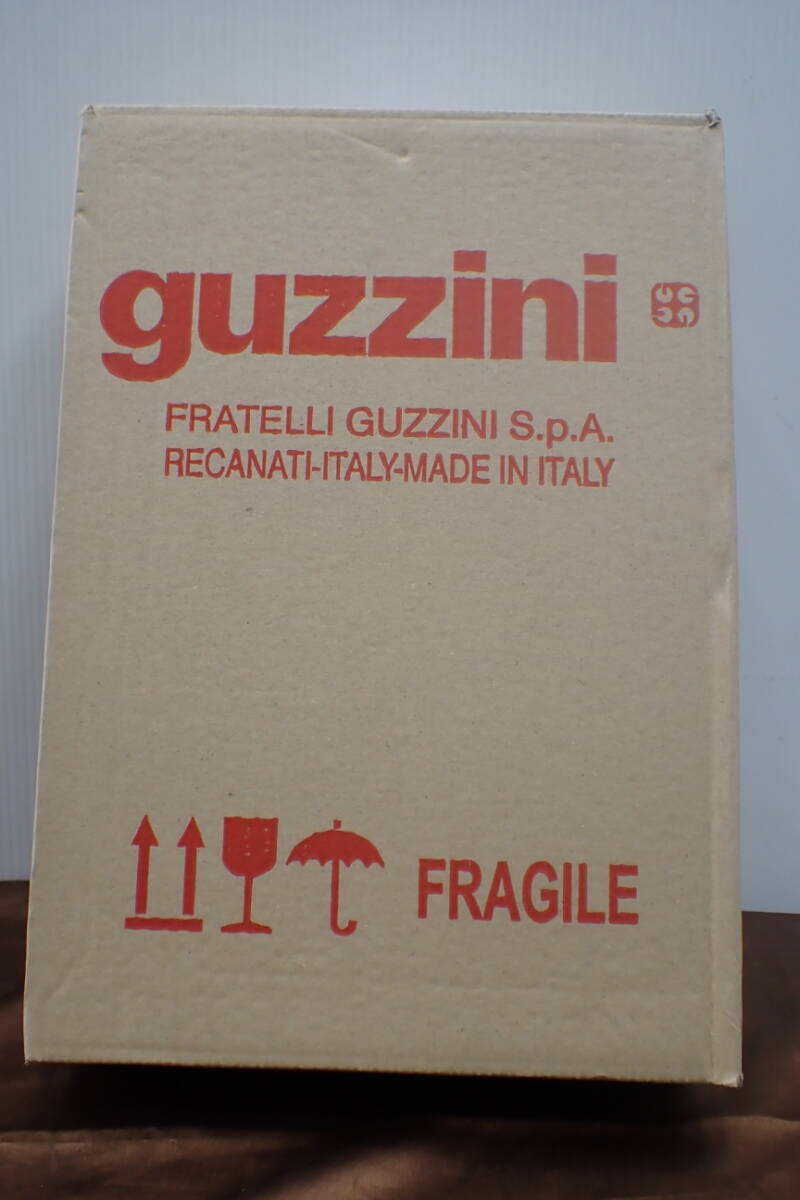 guzzini
FRATELLI GUZZINI S.p.A.
RECANATI-ITALY-MADE IN ITALY
FRAGILE